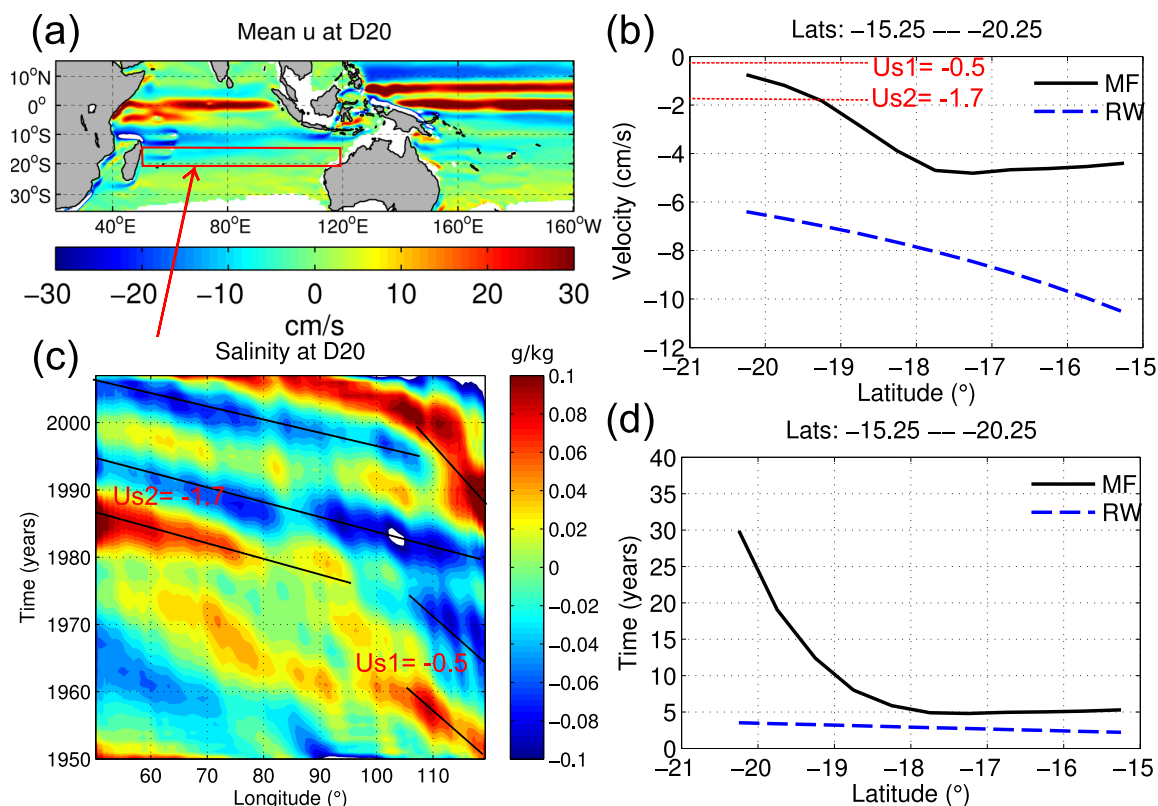 (a)
Mean u at D20
10°N
0°
10°S
20°S
30°S
40°E 80°E 120°E 160°E 160°W
−30 −20 −10 0 10 20 30
cm/s
(b)
Lats: −15.25 −− −20.25
Us1= -0.5
Us2= -1.7
MF
RW
Velocity (cm/s)
0
−2
−4
−6
−8
−10
−12
−21 −20 −19 −18 −17 −16 −15
Latitude (°)
(c)
Salinity at D20
g/kg
Us2= -1.7
Us1= -0.5
Time (years)
2000
1990
1980
1970
1960
1950
60 70 80 90 100 110
Longitude (°)
0.1
0.08
0.06
0.04
0.02
0
−0.02
−0.04
−0.06
−0.08
−0.1
(d)
Lats: −15.25 −− −20.25
MF
RW
Time (years)
40
35
30
25
20
15
10
5
0
−21 −20 −19 −18 −17 −16 −15
Latitude (°)